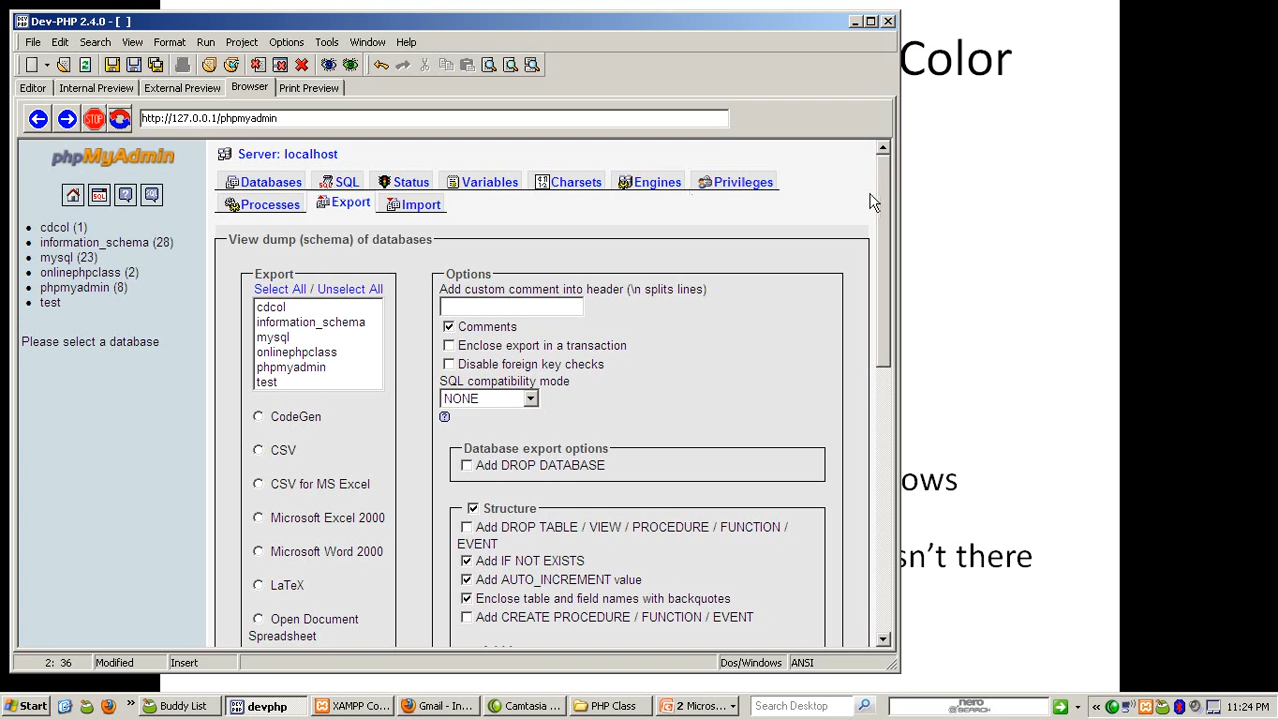 Dev-PHP 2.4.0 - [ ]
File Edit Search View Format Run Project Options Tools Window Help
Editor Internal Preview External Preview Browser Print Preview
STOP http://127.0.0.1/phpmyadmin
phpMyAdmin
SQL
cdcol (1)
information_schema (28)
mysql (23)
onlinephpclass (2)
phpmyadmin (8)
test
Please select a database
Server: localhost
Databases SQL Status Variables Charsets Engines Privileges
Processes Export Import
View dump (schema) of databases
Export
Select All / Unselect All
cdcol
information_schema
mysql
onlinephpclass
phpmyadmin
test
CodeGen
CSV
CSV for MS Excel
Microsoft Excel 2000
Microsoft Word 2000
LaTeX
Open Document
Spreadsheet
Options
Add custom comment into header (\n splits lines)
Comments
Enclose export in a transaction
Disable foreign key checks
SQL compatibility mode
NONE
Database export options
Add DROP DATABASE
Structure
Add DROP TABLE / VIEW / PROCEDURE / FUNCTION /
EVENT
Add IF NOT EXISTS
Add AUTO_INCREMENT value
Enclose table and field names with backquotes
Add CREATE PROCEDURE / FUNCTION / EVENT
Color
ows
sn't there
2: 36 Modified Insert Dos/Windows ANSI
Start Buddy List devphp XAMPP Co... Gmail - ... Camtasia ... PHP Class 2 Micros... Search Desktop nero SEARCH 11:24 PM